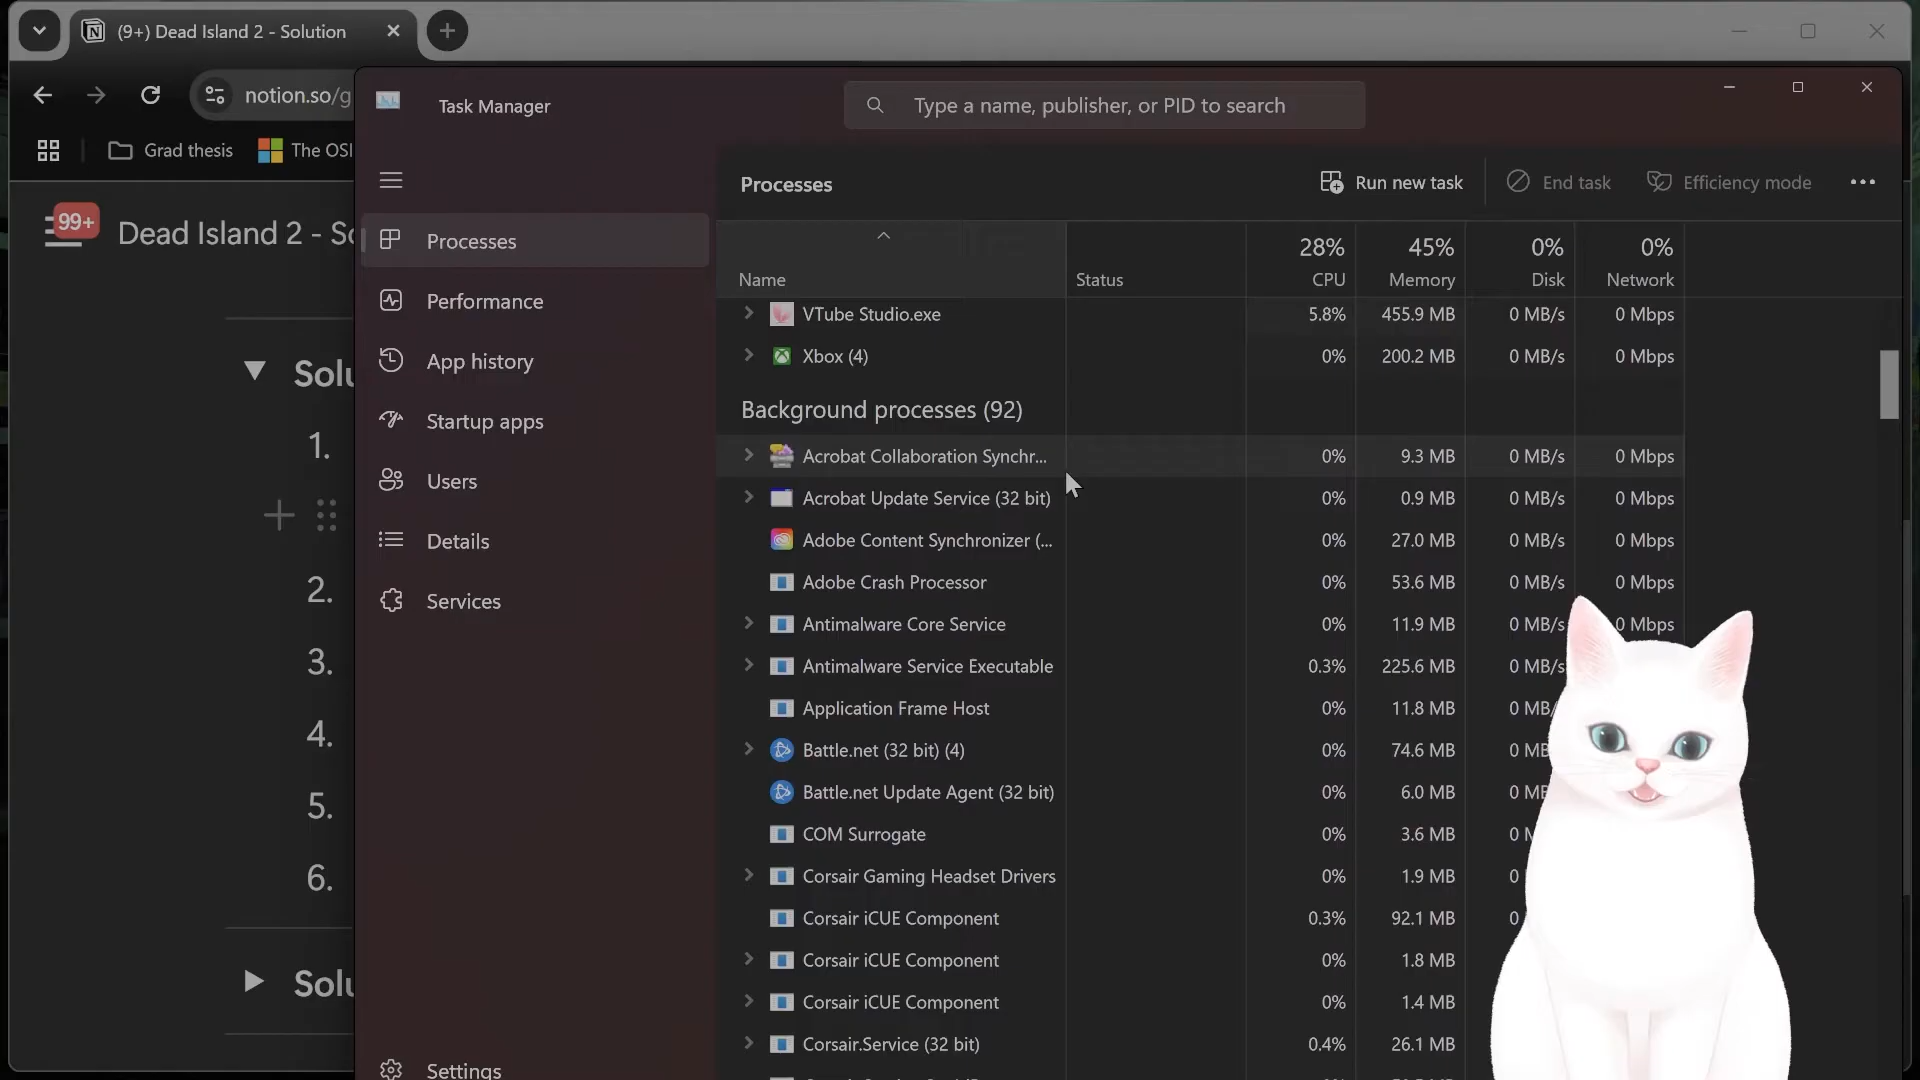 (9+) Dead Island 2 - Solution
notion.so/g
Grad thesis
The OSI
99+
Dead Island 2 - So
Solu
1.
2.
3.
4.
5.
6.
Solu
Task Manager
Type a name, publisher, or PID to search
Processes
Performance
App history
Startup apps
Users
Details
Services
Settings
Processes
Run new task
End task
Efficiency mode
28% 45% 0% 0%
Name Status CPU Memory Disk Network
VTube Studio.exe 5.8% 455.9 MB 0 MB/s 0 Mbps
Xbox (4) 0% 200.2 MB 0 MB/s 0 Mbps
Background processes (92)
Acrobat Collaboration Synchr... 0% 9.3 MB 0 MB/s 0 Mbps
Acrobat Update Service (32 bit) 0% 0.9 MB 0 MB/s 0 Mbps
Adobe Content Synchronizer (... 0% 27.0 MB 0 MB/s 0 Mbps
Adobe Crash Processor 0% 53.6 MB 0 MB/s 0 Mbps
Antimalware Core Service 0% 11.9 MB 0 MB/s 0 Mbps
Antimalware Service Executable 0.3% 225.6 MB 0 MB/s
Application Frame Host 0% 11.8 MB 0 MB/
Battle.net (32 bit) (4) 0% 74.6 MB 0 MB
Battle.net Update Agent (32 bit) 0% 6.0 MB 0 MB
COM Surrogate 0% 3.6 MB 0 M
Corsair Gaming Headset Drivers 0% 1.9 MB 0
Corsair iCUE Component 0.3% 92.1 MB 0
Corsair iCUE Component 0% 1.8 MB
Corsair iCUE Component 0% 1.4 MB
Corsair.Service (32 bit) 0.4% 26.1 MB